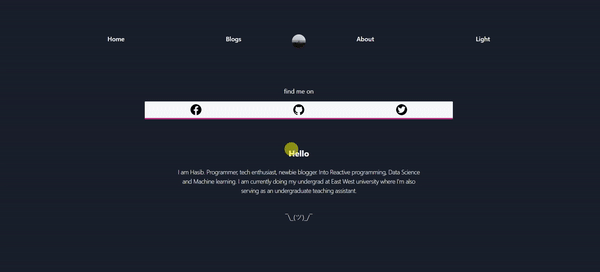 Home Blogs About Light
find me on
Hello
I am Hasib. Programmer, tech enthusiast, newbie blogger. Into Reactive programming, Data Science
and Machine learning. I am currently doing my undergrad at East West university where I'm also
serving as an undergraduate teaching assistant.
¯\_(ツ)_/¯